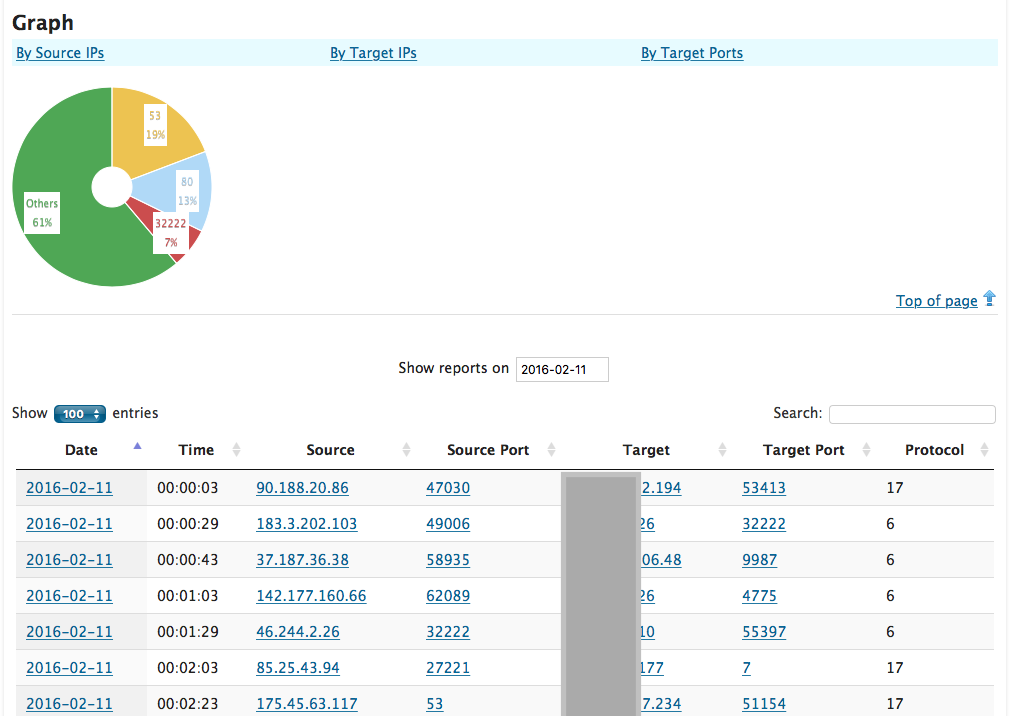 Graph
By Source IPs By Target IPs By Target Ports
53
19%
80
13%
Others
61%
32222
7%
Top of page
Show reports on 2016-02-11
Show 100 entries Search:
Date Time Source Source Port Target Target Port Protocol
2016-02-11 00:00:03 90.188.20.86 47030 2.194 53413 17
2016-02-11 00:00:29 183.3.202.103 49006 26 32222 6
2016-02-11 00:00:43 37.187.36.38 58935 06.48 9987 6
2016-02-11 00:01:03 142.177.160.66 62089 26 4775 6
2016-02-11 00:01:29 46.244.2.26 32222 10 55397 6
2016-02-11 00:02:03 85.25.43.94 27221 177 7 17
2016-02-11 00:02:23 175.45.63.117 53 7.234 51154 17